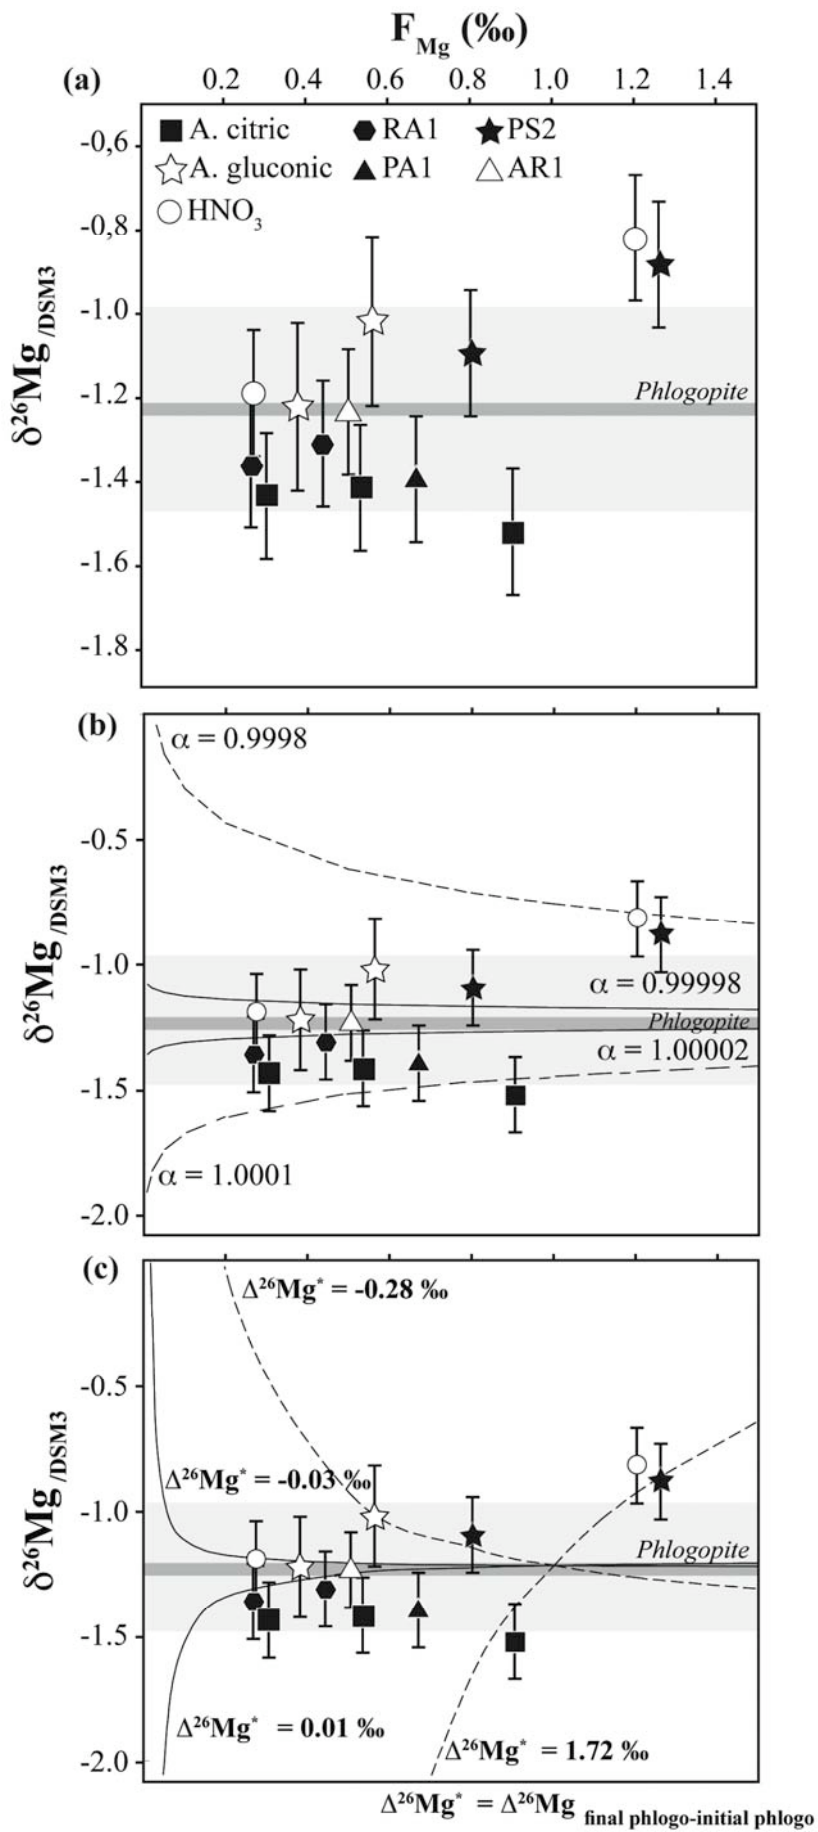 F_Mg (‰)
(a) 0.2 0.4 0.6 0.8 1.0 1.2 1.4
A. citric RA1 PS2
A. gluconic PA1 AR1
HNO₃
-0,6
-0,8
-1.0
-1.2
-1.4
-1.6
-1.8
δ²⁶Mg /DSM3
Phlogopite
(b)
α = 0.9998
-0.5
-1.0
-1.5
-2.0
δ²⁶Mg /DSM3
α = 0.99998
Phlogopite
α = 1.00002
α = 1.0001
(c)
Δ²⁶Mg* = -0.28 ‰
-0.5
-1.0
-1.5
-2.0
δ²⁶Mg /DSM3
Δ²⁶Mg* = -0.03 ‰
Phlogopite
Δ²⁶Mg* = 0.01 ‰
Δ²⁶Mg* = 1.72 ‰
Δ²⁶Mg* = Δ²⁶Mg final phlogo-initial phlogo